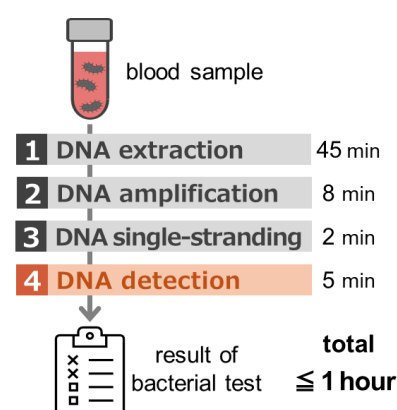 blood sample
1 DNA extraction 45 min
2 DNA amplification 8 min
3 DNA single-stranding 2 min
4 DNA detection 5 min
result of
bacterial test
total
≦ 1 hour